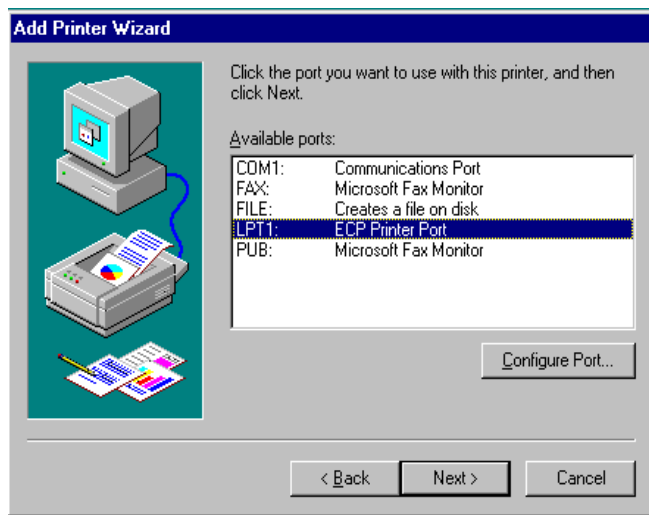 Add Printer Wizard
Click the port you want to use with this printer, and then
click Next.
Available ports:
COM1: Communications Port
FAX: Microsoft Fax Monitor
FILE: Creates a file on disk
LPT1: ECP Printer Port
PUB: Microsoft Fax Monitor
Configure Port...
< Back Next > Cancel